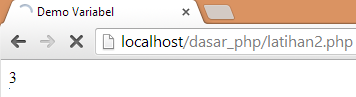 Demo Variabel
localhost/dasar_php/latihan2.php
3